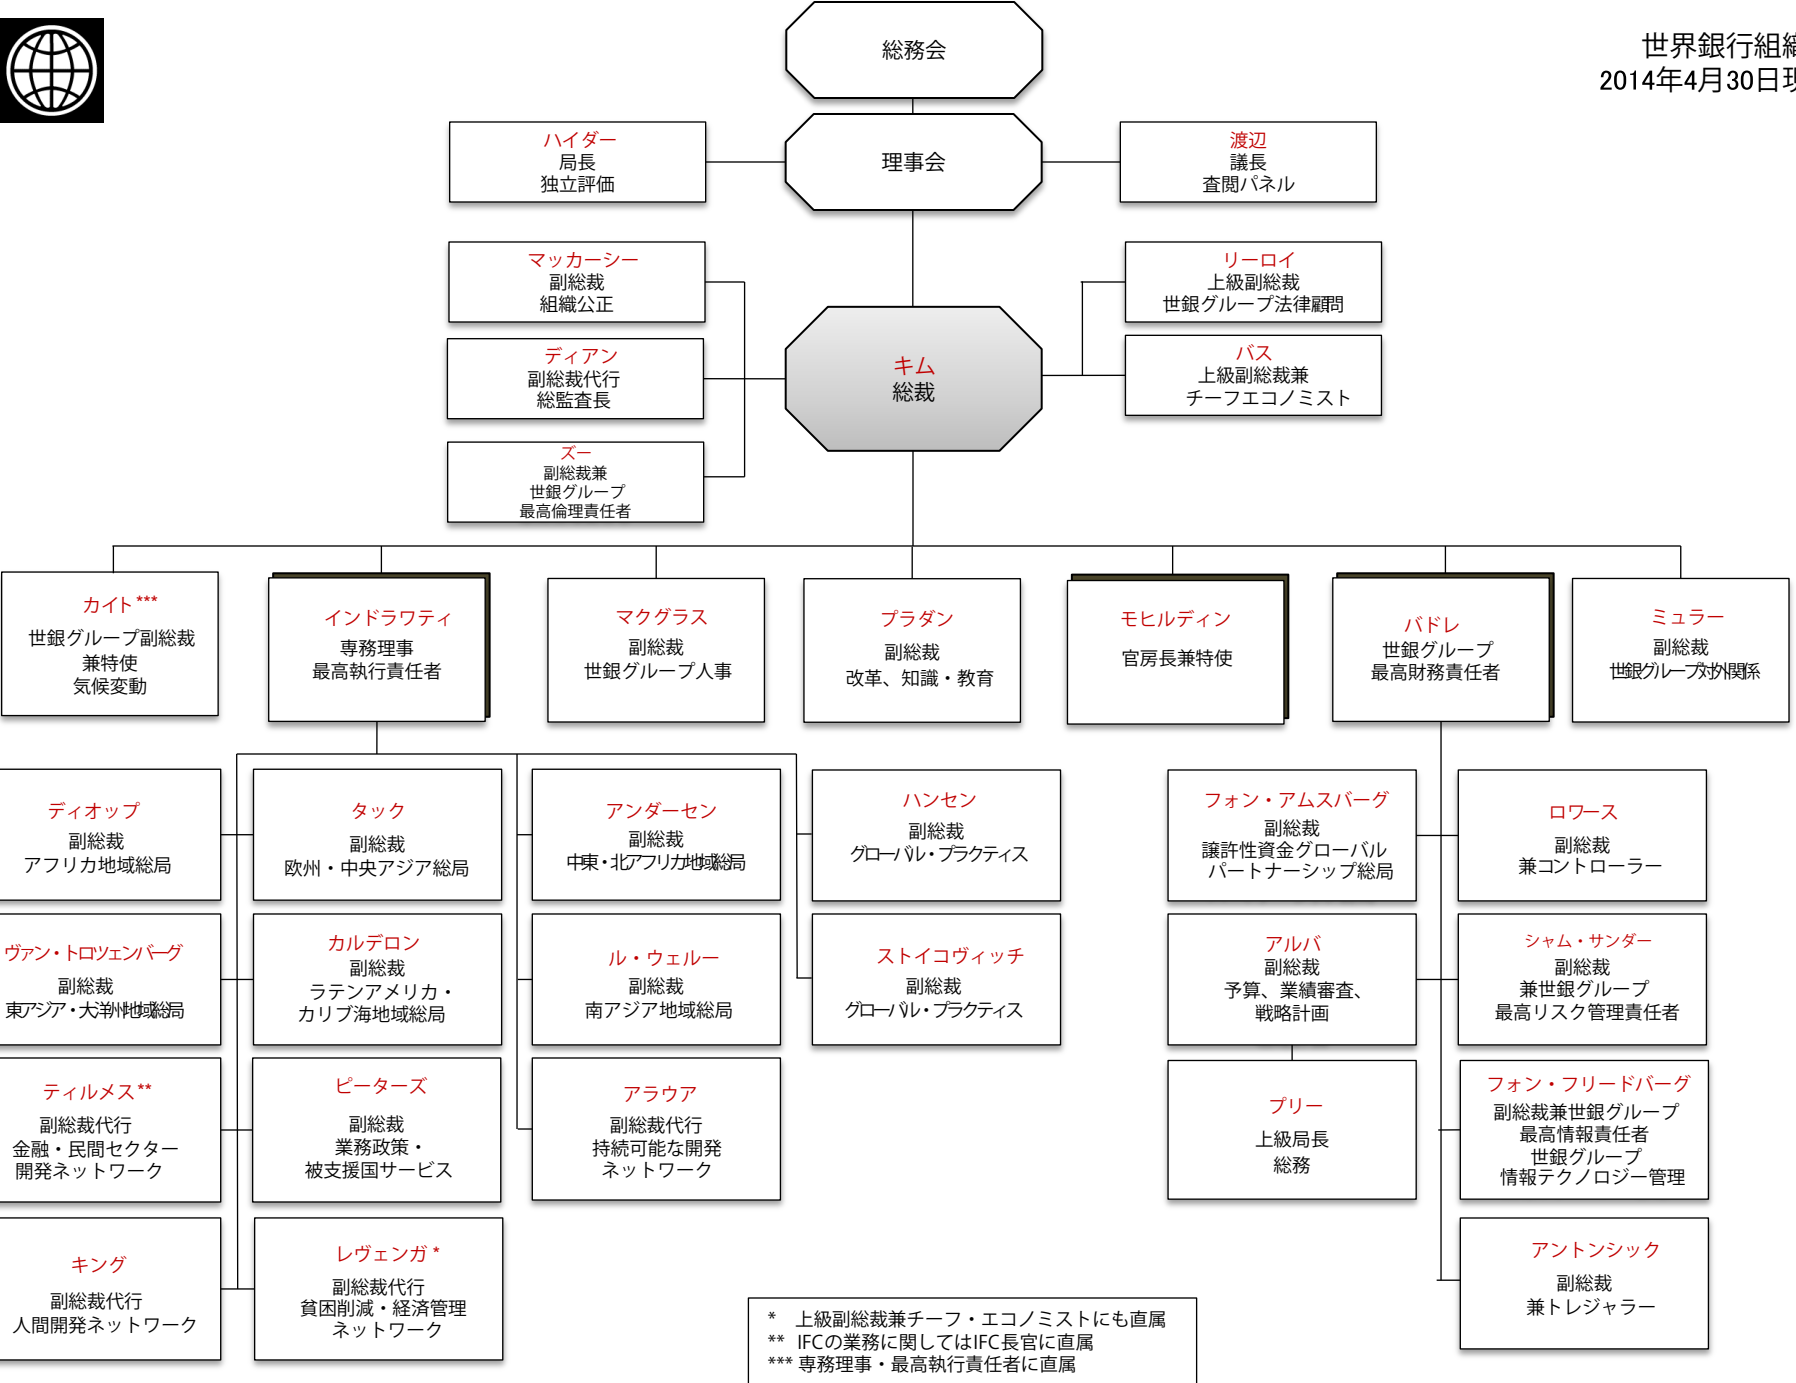 総務会
世界銀行組織
2014年4月30日現
ハイダー
局長
独立評価
理事会
渡辺
議長
査閲パネル
マッカーシー
副総裁
組織公正
リーロイ
上級副総裁
世銀グループ法律顧問
ディアン
副総裁代行
総監査長
キム
総裁
バス
上級副総裁兼
チーフエコノミスト
ズー
副総裁兼
世銀グループ
最高倫理責任者
カイト ***
世銀グループ副総裁
兼特使
気候変動
インドラワティ
専務理事
最高執行責任者
マクグラス
副総裁
世銀グループ人事
プラダン
副総裁
改革、知識・教育
モヒルディン
官房長兼特使
バドレ
世銀グループ
最高財務責任者
ミュラー
副総裁
世銀グループ対外関係
ディオップ
副総裁
アフリカ地域総局
タック
副総裁
欧州・中央アジア総局
アンダーセン
副総裁
中東・北アフリカ地域総局
ハンセン
副総裁
グローバル・プラクティス
フォン・アムスバーグ
副総裁
譲許性資金グローバル
パートナーシップ総局
ロワース
副総裁
兼コントローラー
ヴァン・トロツェンバーグ
副総裁
東アジア・大洋州地域総局
カルデロン
副総裁
ラテンアメリカ・
カリブ海地域総局
ル・ウェルー
副総裁
南アジア地域総局
ストイコヴィッチ
副総裁
グローバル・プラクティス
アルバ
副総裁
予算、業績審査、
戦略計画
シャム・サンダー
副総裁
兼世銀グループ
最高リスク管理責任者
ティルメス **
副総裁代行
金融・民間セクター
開発ネットワーク
ピーターズ
副総裁
業務政策・
被支援国サービス
アラウア
副総裁代行
持続可能な開発
ネットワーク
プリー
上級局長
総務
フォン・フリードバーグ
副総裁兼世銀グループ
最高情報責任者
世銀グループ
情報テクノロジー管理
キング
副総裁代行
人間開発ネットワーク
レヴェンガ *
副総裁代行
貧困削減・経済管理
ネットワーク
アントンシック
副総裁
兼トレジャラー
* 上級副総裁兼チーフ・エコノミストにも直属
** IFCの業務に関してはIFC長官に直属
*** 専務理事・最高執行責任者に直属